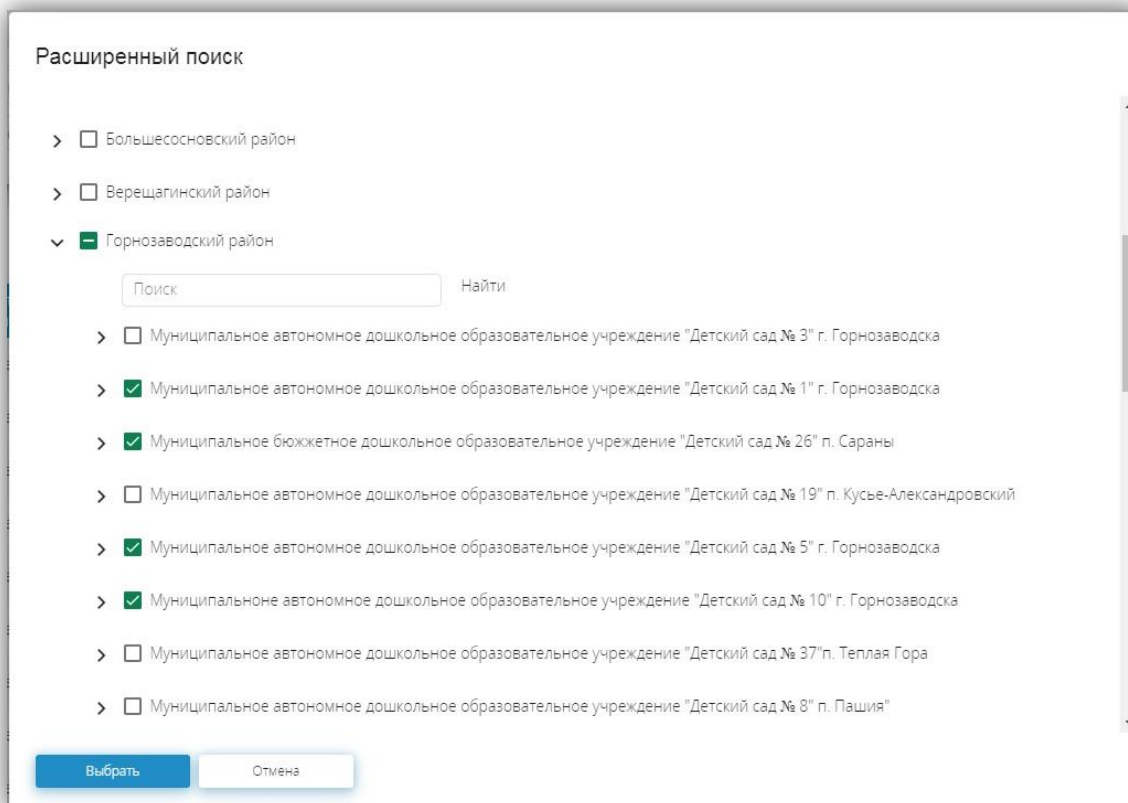 Расширенный поиск
Большесосновский район
Верещагинский район
Горнозаводский район
Поиск
Найти
Муниципальное автономное дошкольное образовательное учреждение "Детский сад № 3" г. Горнозаводска
Муниципальное автономное дошкольное образовательное учреждение "Детский сад № 1" г. Горнозаводска
Муниципальное бюжжетное дошкольное образовательное учреждение "Детский сад № 26" п. Сараны
Муниципальное автономное дошкольное образовательное учреждение "Детский сад № 19" п. Кусье-Александровский
Муниципальное автономное дошкольное образовательное учреждение "Детский сад № 5" г. Горнозаводска
Муниципальноне автономное дошкольное образовательное учреждение "Детский сад № 10" г. Горнозаводска
Муниципальное автономное дошкольное образовательное учреждение "Детский сад № 37"п. Теплая Гора
Муниципальное автономное дошкольное образовательное учреждение "Детский сад № 8" п. Пашия"
Выбрать
Отмена